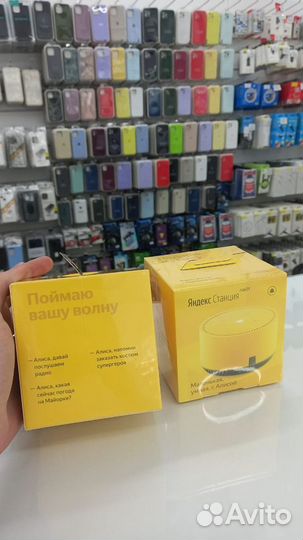 Поймаю
вашу волну
— Алиса, давай
послушаем
радио
— Алиса, какая
сейчас погода
на Майорке?
— Алиса, напомни
заказать костюм
супергероя
лайт
Яндекс Станция
Маленькая,
умная, с Алисой
Avito